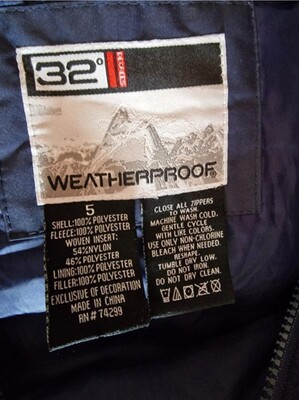 32°
HEAT
WEATHERPROOF®
5
SHELL:100% POLYESTER
FLEECE:100% POLYESTER
WOVEN INSERT:
54%NYLON
46% POLYESTER
LINING:100% POLYESTER
FILLER:100% POLYESTER
EXCLUSIVE OF DECORATION
MADE IN CHINA
RN# 74299
CLOSE ALL ZIPPERS
TO WASH.
MACHINE WASH COLD.
GENTLE CYCLE
WITH LIKE COLORS.
USE ONLY NON-CHLORINE
BLEACH WHEN NEEDED.
RESHAPE
TUMBLE DRY LOW.
DO NOT IRON.
DO NOT DRY CLEAN.